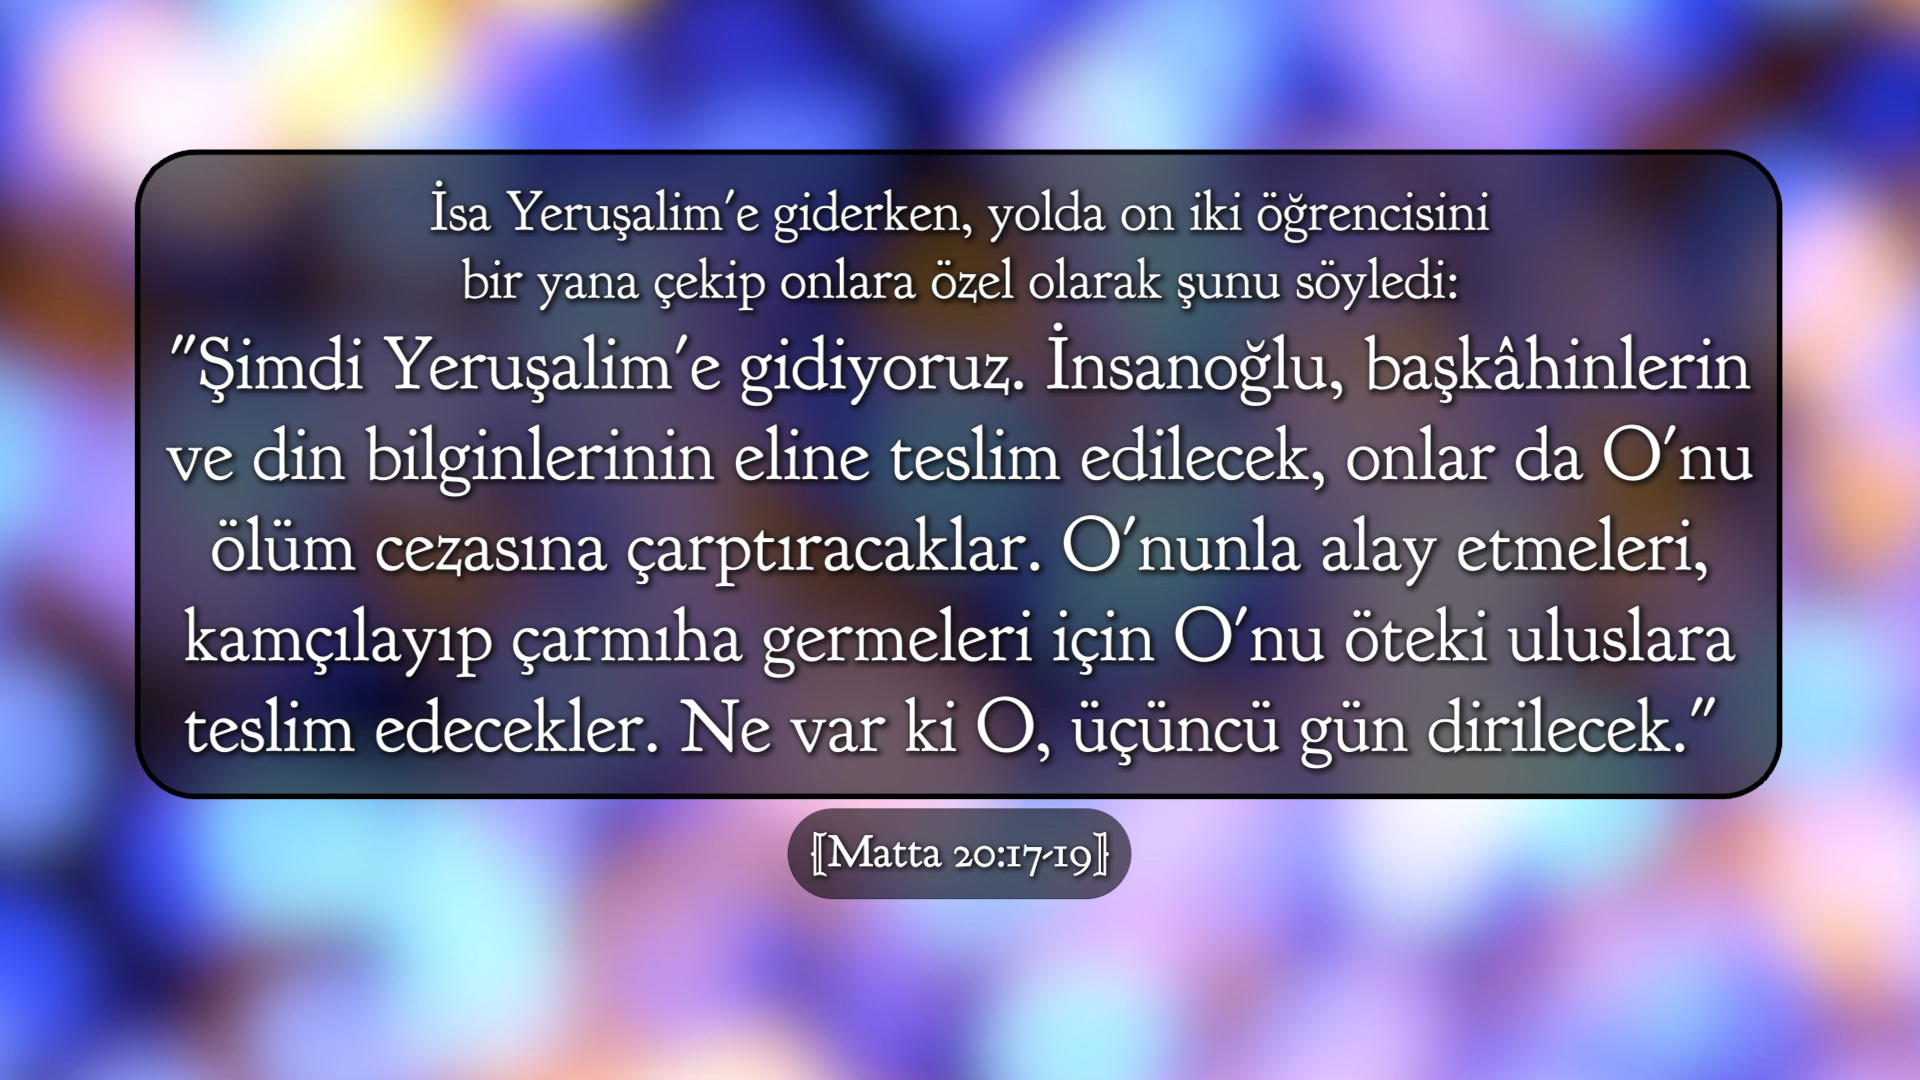 İsa Yeruşalim'e giderken, yolda on iki öğrencisini
bir yana çekip onlara özel olarak şunu söyledi:
"Şimdi Yeruşalim'e gidiyoruz. İnsanoğlu, başkâhinlerin
ve din bilginlerinin eline teslim edilecek, onlar da O'nu
ölüm cezasına çarptıracaklar. O'nunla alay etmeleri,
kamçılayıp çarmıha germeleri için O'nu öteki uluslara
teslim edecekler. Ne var ki O, üçüncü gün dirilecek."
⦃Matta 20:17-19⦄